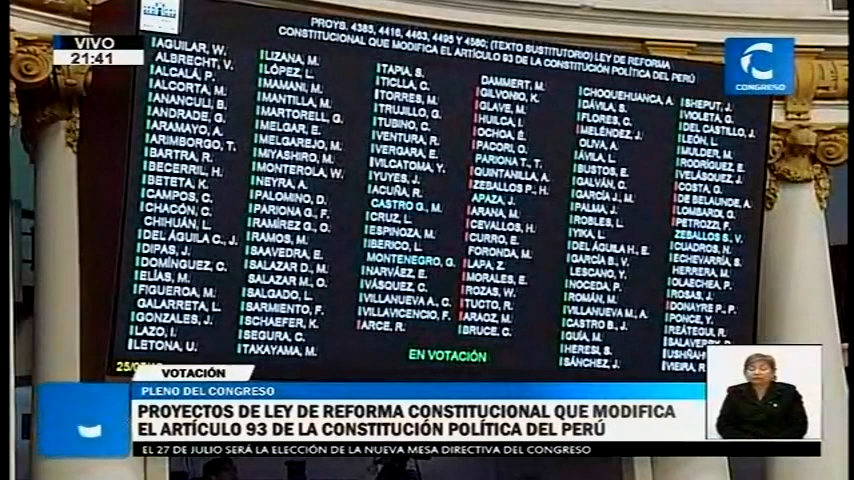 PROYS. 4385, 4416, 4463, 4495 Y 4580; (TEXTO SUSTITUTORIO) LEY DE REFORMA
CONSTITUCIONAL QUE MODIFICA EL ARTÍCULO 93 DE LA CONSTITUCIÓN POLÍTICA DEL PERÚ
VIVO
21:41
CONGRESO
AGUILAR, W.
ALBRECHT, V.
ALCALÁ, P.
ALCORTA, M.
ANANCULI, B.
ANDRADE, G.
ARAMAYO, A.
ARIMBORGO, T.
BARTRA, R.
BECERRIL, H.
BETETA, K.
CAMPOS, C.
CHACÓN, C.
CHIHUÁN, L.
DEL ÁGUILA C., J.
DIPAS, J.
DOMÍNGUEZ, C.
ELÍAS, M.
FIGUEROA, M.
GALARRETA, L.
GONZALES, J.
LAZO, I.
LETONA, U.
LIZANA, M.
LÓPEZ, L.
MAMANI, M.
MANTILLA, M.
MARTORELL, G.
MELGAR, E.
MELGAREJO, M.
MIYASHIRO, M.
MONTEROLA, W.
NEYRA, A.
PALOMINO, D.
PARIONA G., F.
RAMÍREZ G., O.
RAMOS, M.
SAAVEDRA, E.
SALAZAR D., M.
SALAZAR M., O.
SALGADO, L.
SARMIENTO, F.
SCHAEFER, K.
SEGURA, C.
TAKAYAMA, M.
TAPIA, S.
TICLLA, C.
TORRES, M.
TRUJILLO, G.
TUBINO, C.
VENTURA, R.
VERGARA, E.
VILCATOMA, Y.
YUYES, J.
ACUÑA, R.
CASTRO G., M.
CRUZ, L.
ESPINOZA, M.
IBERICO, L.
MONTENEGRO, G.
NARVÁEZ, E.
VÁSQUEZ, C.
VILLANUEVA A., C.
VILLAVICENCIO, F.
ARCE, R.
DAMMERT, M.
GILVONIO, K.
GLAVE, M.
HUILCA, I.
OCHOA, E.
PACORI, O.
PARIONA T., T.
QUINTANILLA, A.
ZEBALLOS P., H.
APAZA, J.
ARANA, M.
CEVALLOS, H.
CURRO, E.
FORONDA, M.
LAPA, Z.
MORALES, E.
ROZAS, W.
TUCTO, R.
ARAOZ, M.
BRUCE, C.
CHOQUEHUANCA, A.
DÁVILA, S.
FLORES, C.
MELÉNDEZ, J.
OLIVA, A.
ÁVILA, L.
BUSTOS, E.
GALVÁN, C.
GARCÍA J., M.
PALMA, J.
ROBLES, L.
YIKA, L.
DEL ÁGUILA H., E.
GARCÍA B., V.
LESCANO, Y.
NOCEDA, P.
ROMÁN, M.
VILLANUEVA M., A.
CASTRO B., J.
GUÍA, M.
HERESI, S.
SÁNCHEZ, J.
SHEPUT, J.
VIOLETA, G.
DEL CASTILLO, J.
LEÓN, L.
MULDER, M.
RODRÍGUEZ, E.
VELÁSQUEZ, J.
COSTA, G.
DE BELAUNDE, A.
LOMBARDI, G.
PETROZZI, F.
ZEBALLOS S., V.
CUADROS, N.
ECHEVARRÍA, S.
HERRERA, M.
OLAECHEA, P.
ROSAS, J.
DONAYRE P., P.
PONCE, Y.
REÁTEGUI, R.
SALAVERRY, D.
VIEIRA, R.
EN VOTACIÓN
VOTACIÓN
PLENO DEL CONGRESO
PROYECTOS DE LEY DE REFORMA CONSTITUCIONAL QUE MODIFICA
EL ARTÍCULO 93 DE LA CONSTITUCIÓN POLÍTICA DEL PERÚ
EL 27 DE JULIO SERÁ LA ELECCIÓN DE LA NUEVA MESA DIRECTIVA DEL CONGRESO